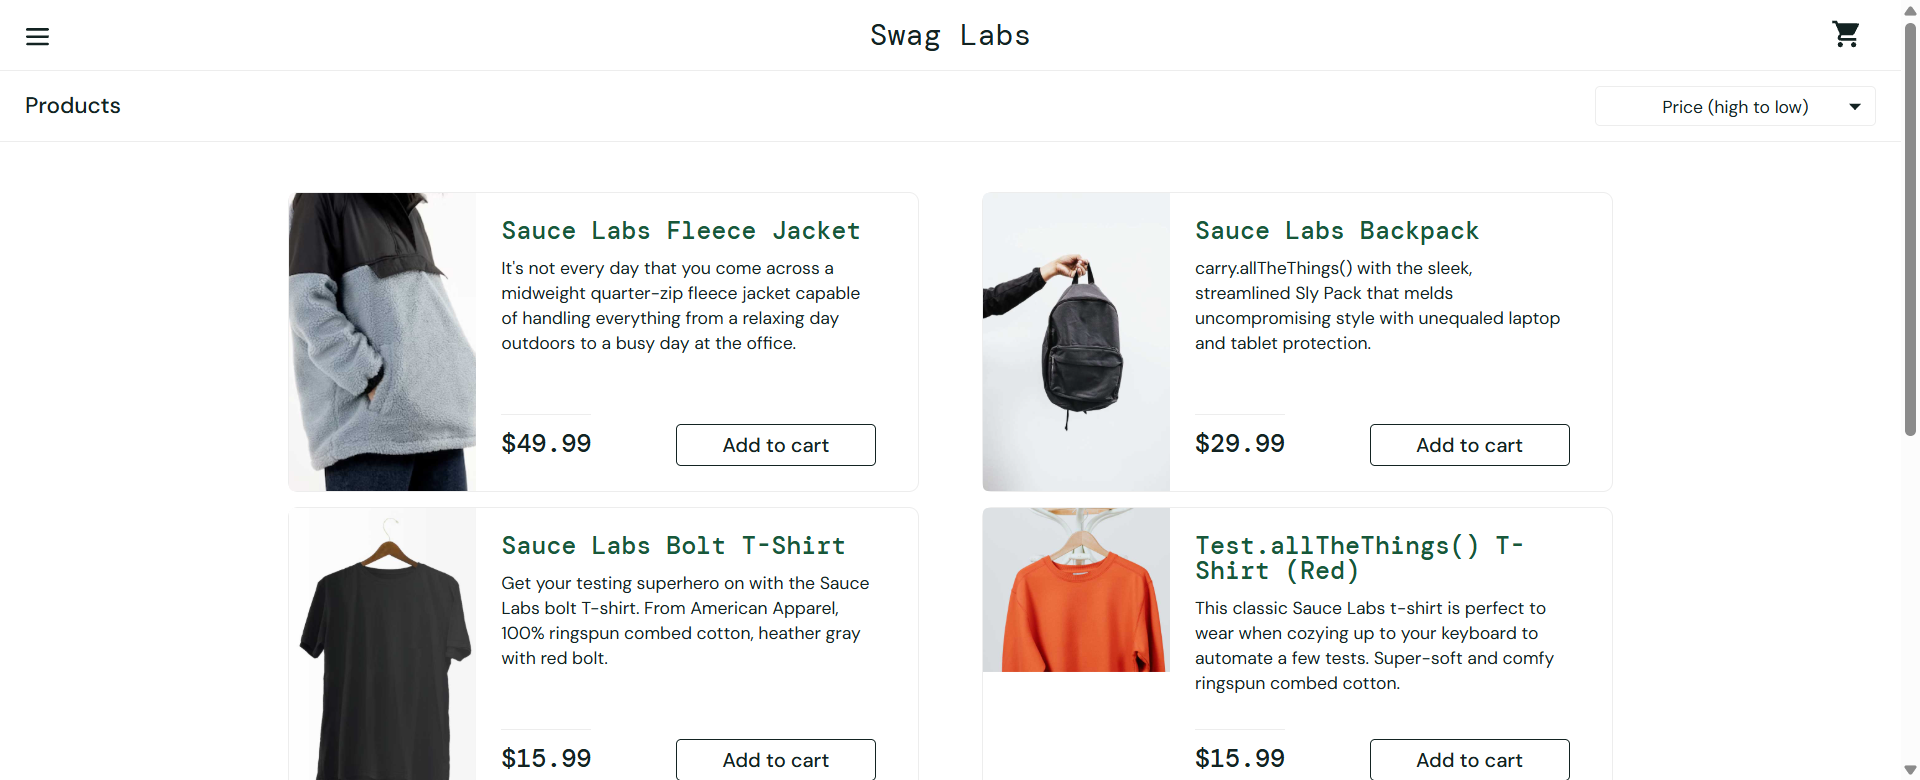 Swag Labs
Products
Price (high to low)
Sauce Labs Fleece Jacket
It's not every day that you come across a
midweight quarter-zip fleece jacket capable
of handling everything from a relaxing day
outdoors to a busy day at the office.
$49.99
Add to cart
Sauce Labs Backpack
carry.allTheThings() with the sleek,
streamlined Sly Pack that melds
uncompromising style with unequaled laptop
and tablet protection.
$29.99
Add to cart
Sauce Labs Bolt T-Shirt
Get your testing superhero on with the Sauce
Labs bolt T-shirt. From American Apparel,
100% ringspun combed cotton, heather gray
with red bolt.
$15.99
Add to cart
Test.allTheThings() T-
Shirt (Red)
This classic Sauce Labs t-shirt is perfect to
wear when cozying up to your keyboard to
automate a few tests. Super-soft and comfy
ringspun combed cotton.
$15.99
Add to cart